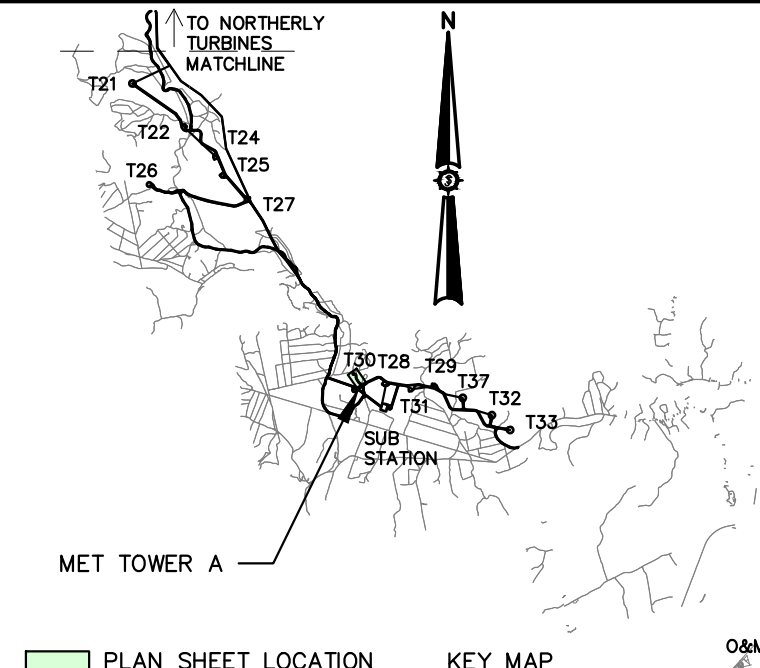 TO NORTHERLY
TURBINES
MATCHLINE
N
T21
T22
T24
T25
T26
T27
T30
T28
T29
T37
T32
T31
T33
SUB
STATION
MET TOWER A
PLAN SHEET LOCATION
KEY MAP
O&M